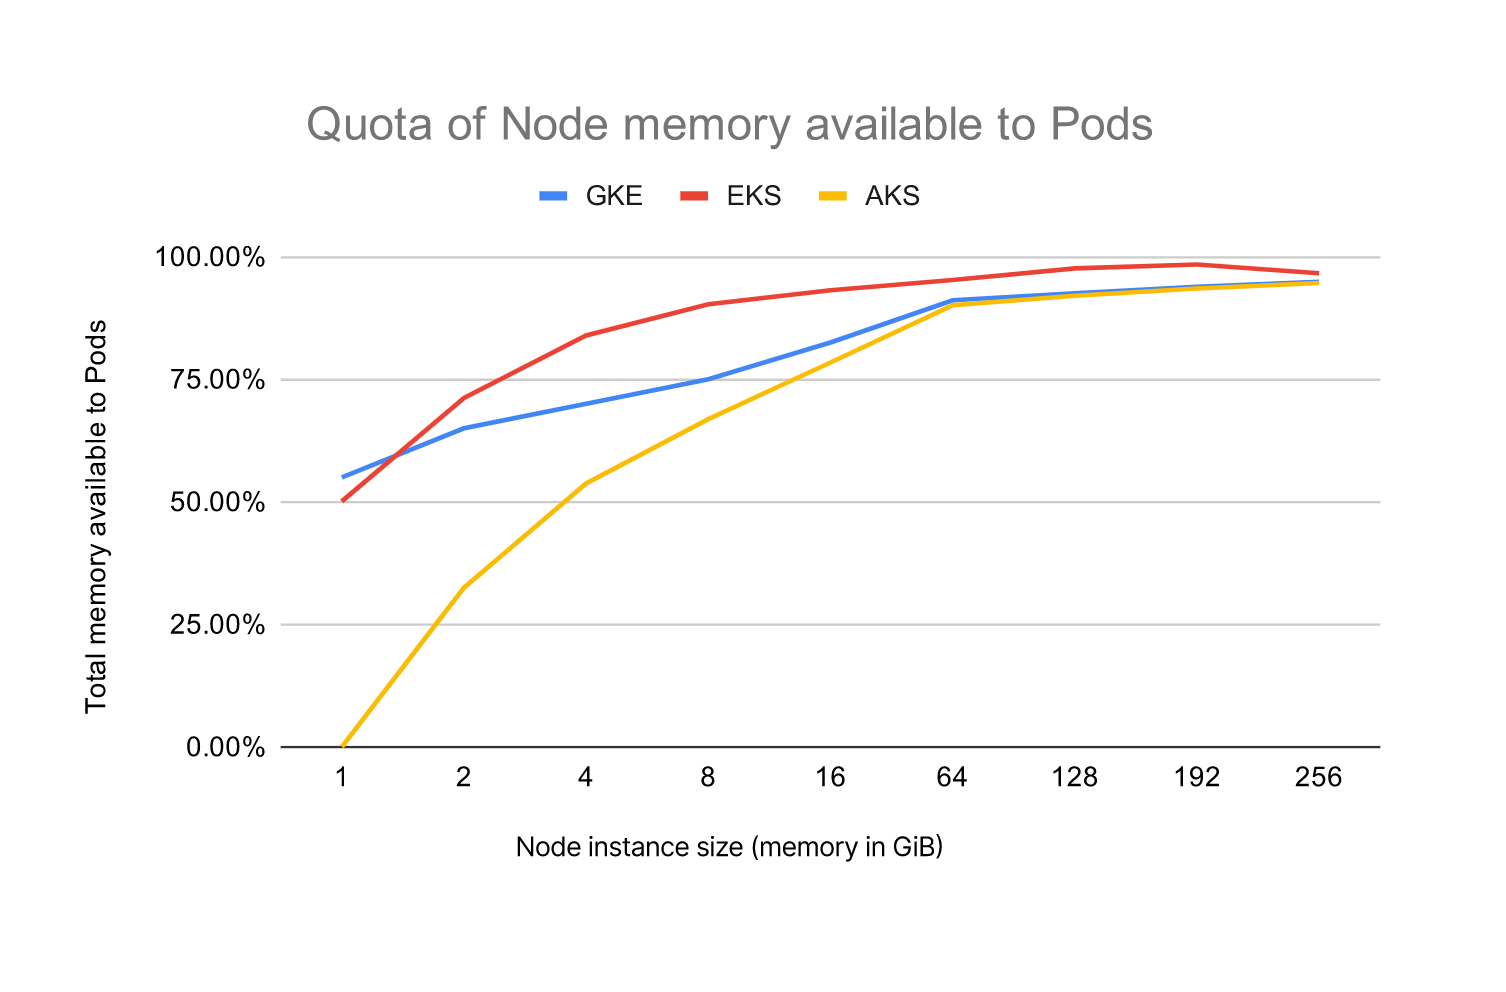 Quota of Node memory available to Pods
GKE EKS AKS
Total memory available to Pods
100.00%
75.00%
50.00%
25.00%
0.00%
1 2 4 8 16 64 128 192 256
Node instance size (memory in GiB)